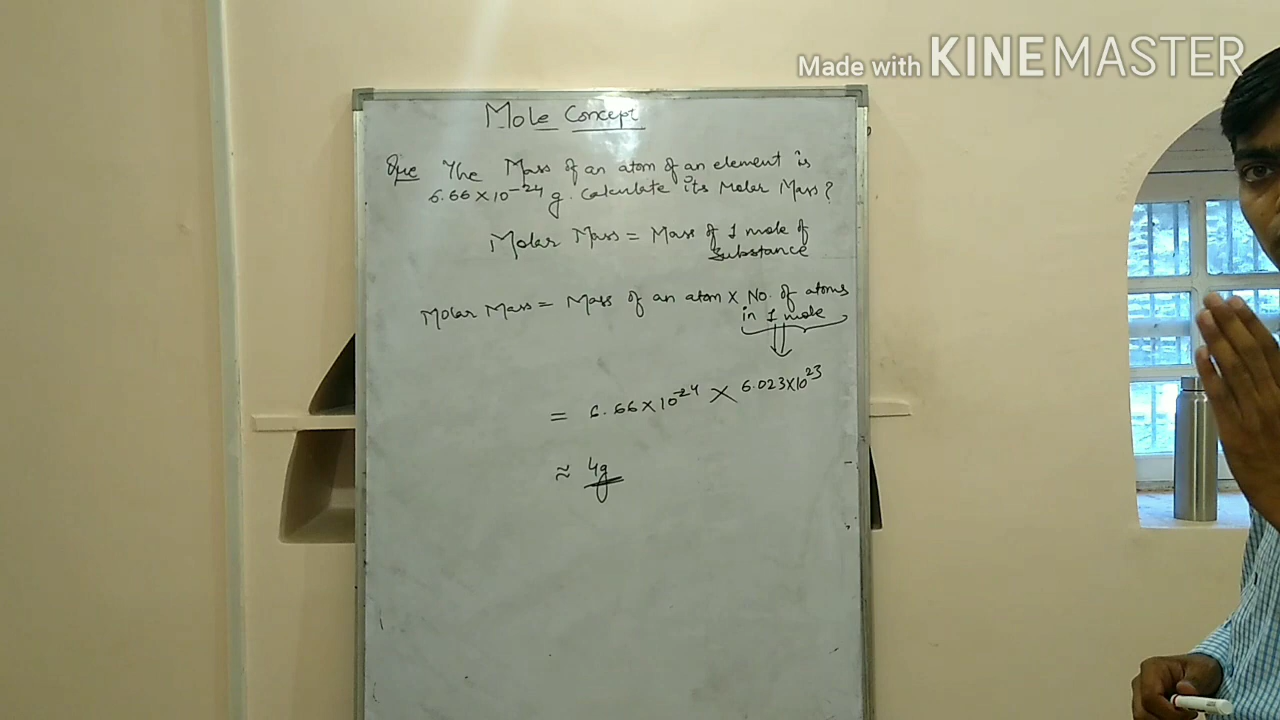 Made with KINEMASTER
Mole Concept
Que The Mass of an atom of an element is
6.66×10⁻²⁴ g. Calculate its Molar Mass?
Molar Mass = Mass of 1 mole of
Substance
Molar Mass = Mass of an atom × No. of atoms
in 1 mole
= 6.66×10⁻²⁴ × 6.023×10²³
≈ 4g